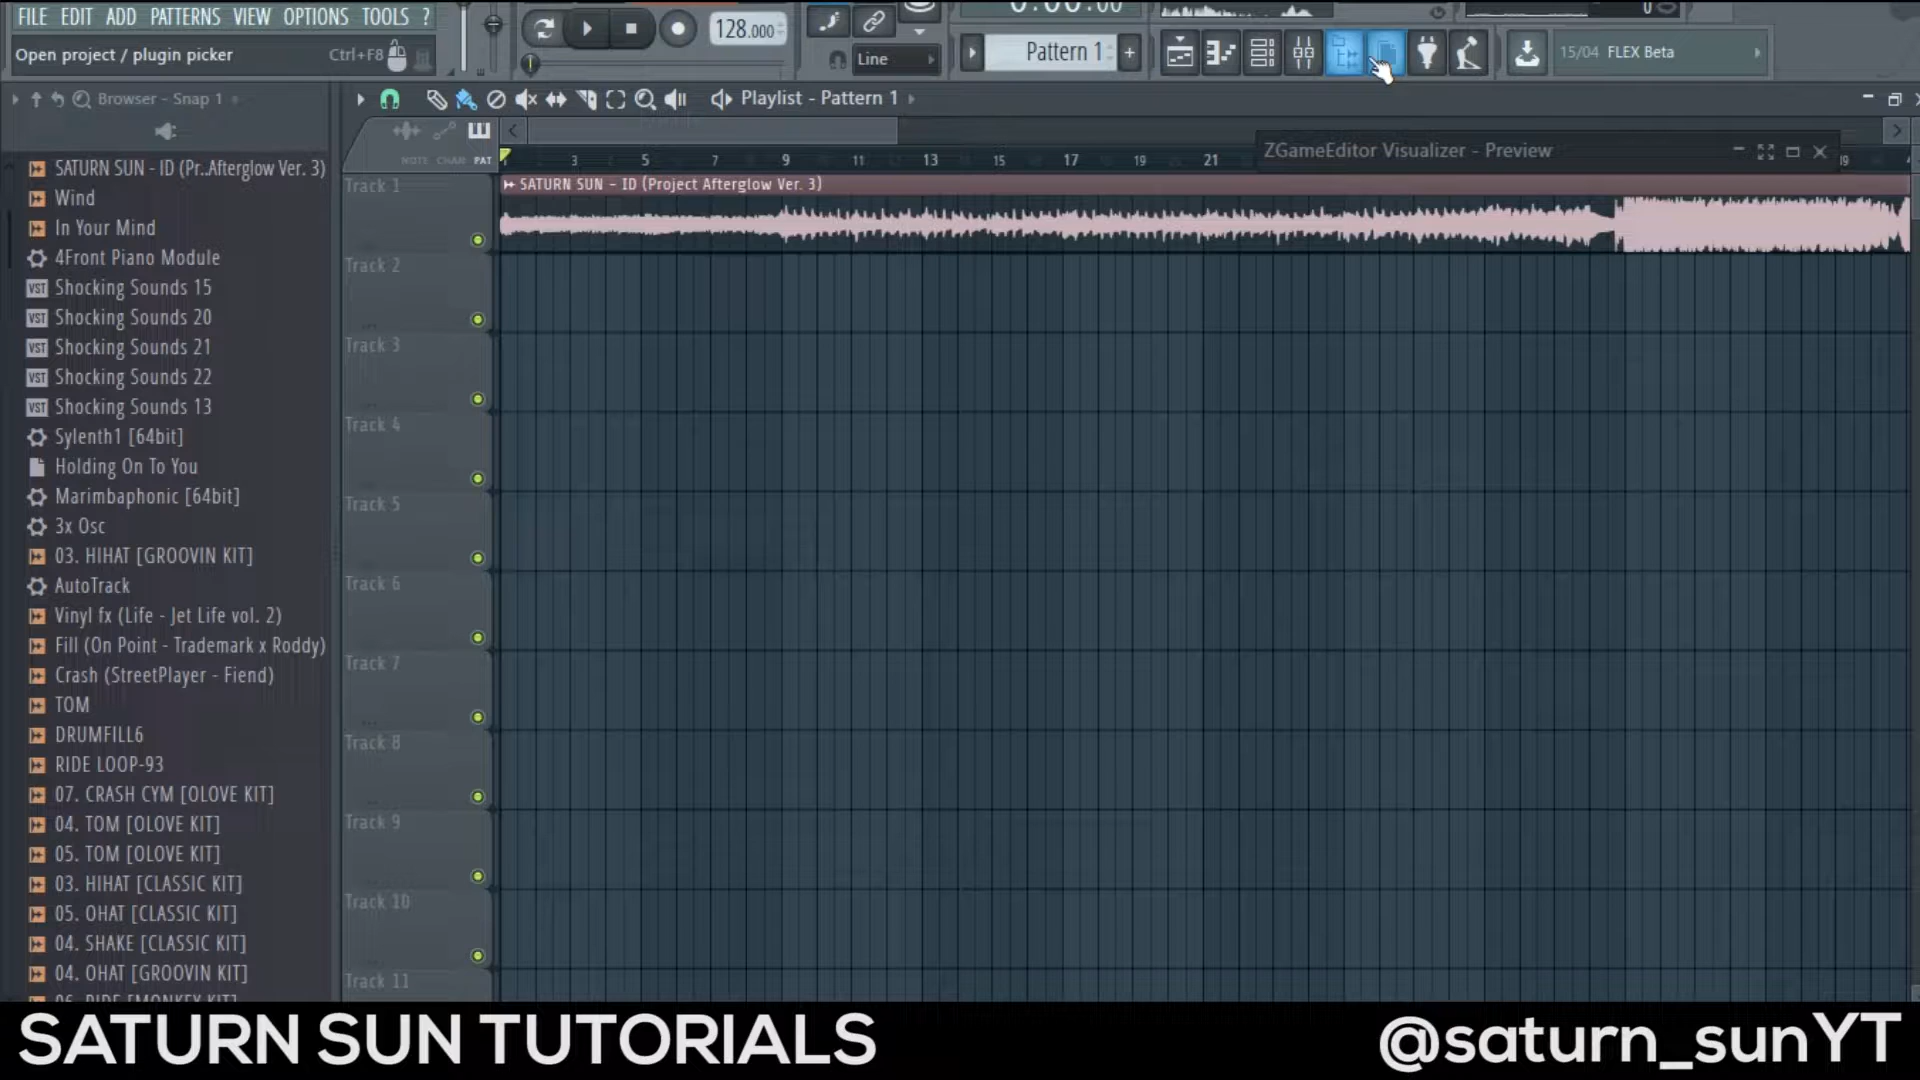 FILE EDIT ADD PATTERNS VIEW OPTIONS TOOLS ?
Open project / plugin picker Ctrl+F8
128.000
Line
Pattern 1 +
15/04 FLEX Beta
Browser - Snap 1
Playlist - Pattern 1
NOTE CHAN PAT
3 5 7 9 11 13 15 17 19 21
ZGameEditor Visualizer - Preview
SATURN SUN - ID (Pr..Afterglow Ver. 3)
Wind
In Your Mind
4Front Piano Module
Shocking Sounds 15
Shocking Sounds 20
Shocking Sounds 21
Shocking Sounds 22
Shocking Sounds 13
Sylenth1 [64bit]
Holding On To You
Marimbaphonic [64bit]
3x Osc
03. HIHAT [GROOVIN KIT]
AutoTrack
Vinyl fx (Life - Jet Life vol. 2)
Fill (On Point - Trademark x Roddy)
Crash (StreetPlayer - Fiend)
TOM
DRUMFILL6
RIDE LOOP-93
07. CRASH CYM [OLOVE KIT]
04. TOM [OLOVE KIT]
05. TOM [OLOVE KIT]
03. HIHAT [CLASSIC KIT]
05. OHAT [CLASSIC KIT]
04. SHAKE [CLASSIC KIT]
04. OHAT [GROOVIN KIT]
06. RIDE [MONKEY KIT]
Track 1
SATURN SUN - ID (Project Afterglow Ver. 3)
Track 2
Track 3
Track 4
Track 5
Track 6
Track 7
Track 8
Track 9
Track 10
Track 11
SATURN SUN TUTORIALS
@saturn_sunYT